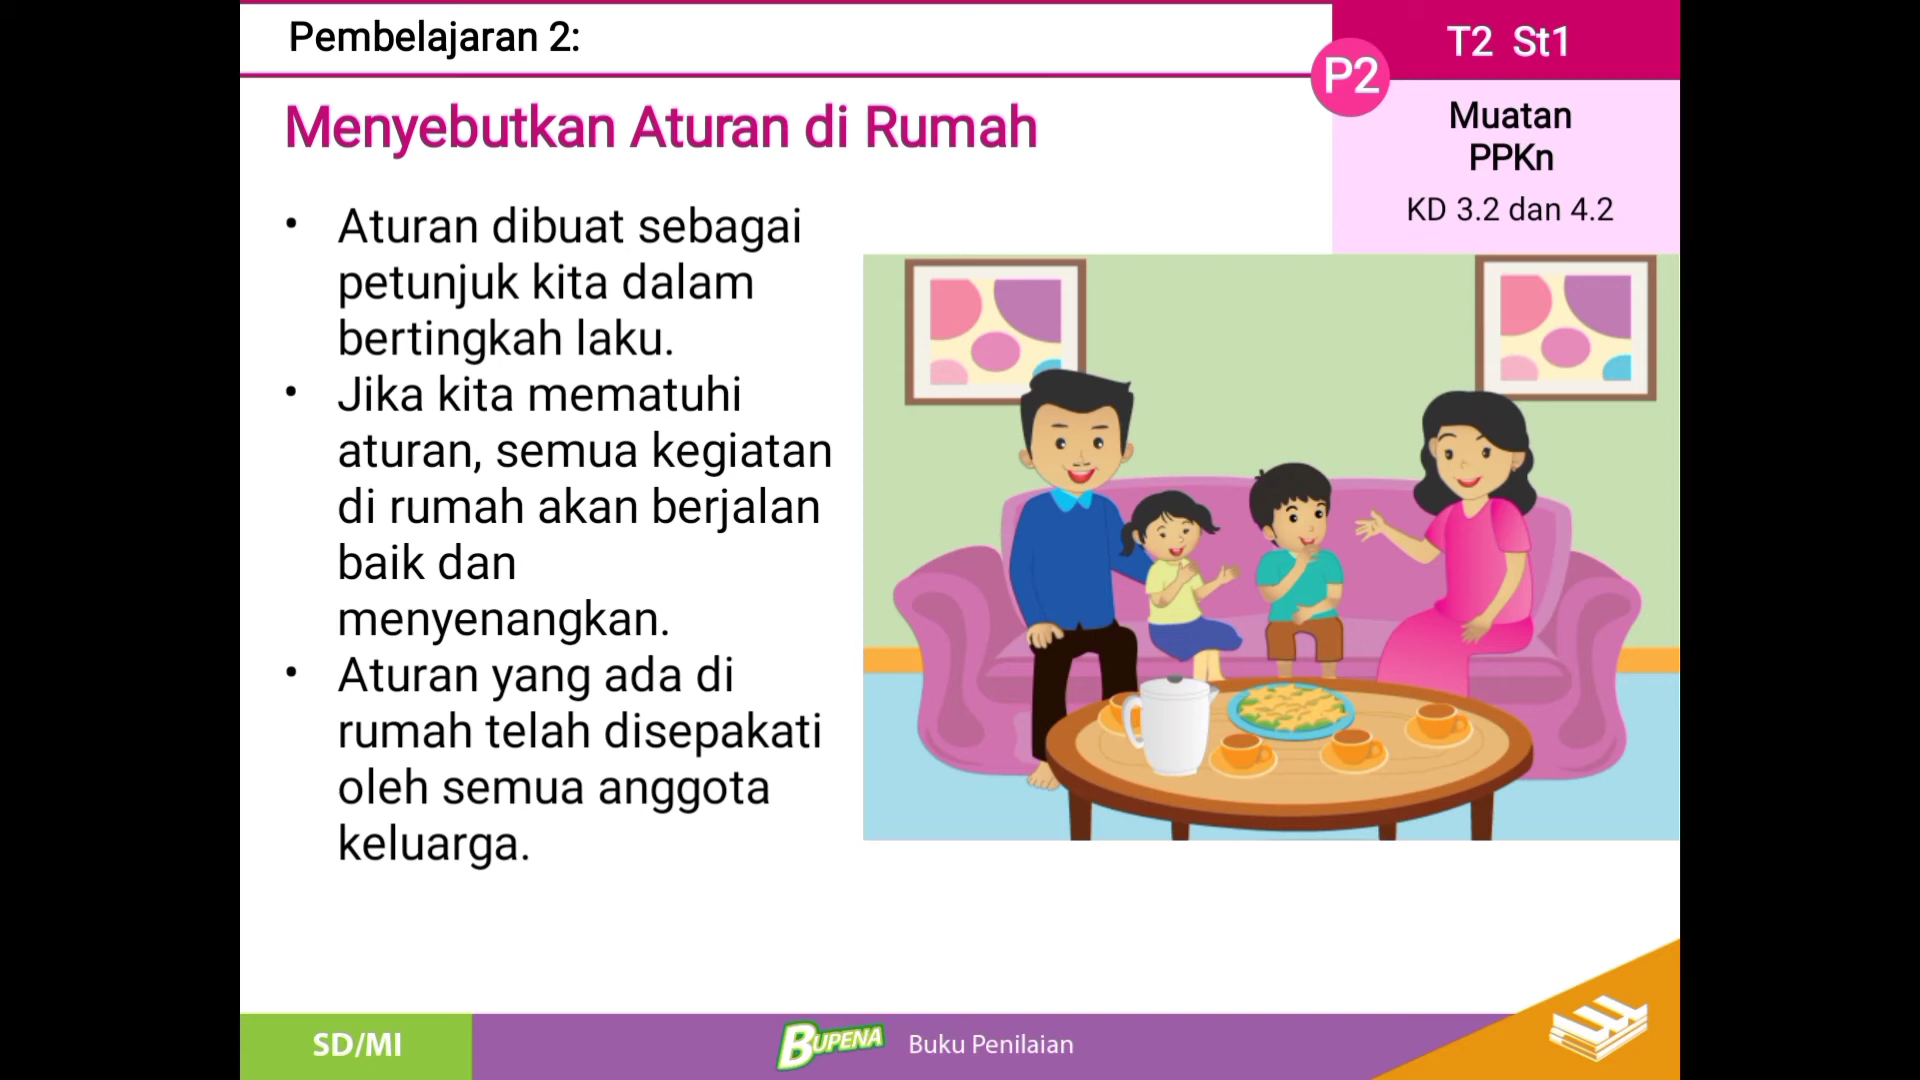 Pembelajaran 2:
T2 St1
P2
Muatan
PPKn
KD 3.2 dan 4.2
Menyebutkan Aturan di Rumah
• Aturan dibuat sebagai
petunjuk kita dalam
bertingkah laku.
• Jika kita mematuhi
aturan, semua kegiatan
di rumah akan berjalan
baik dan
menyenangkan.
• Aturan yang ada di
rumah telah disepakati
oleh semua anggota
keluarga.
SD/MI
BUPENA Buku Penilaian